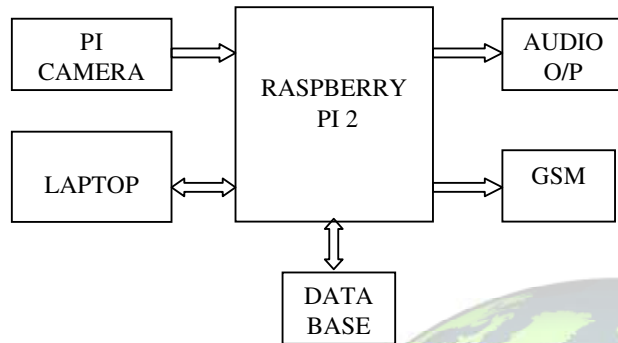 PI
CAMERA
RASPBERRY
PI 2
AUDIO
O/P
LAPTOP
GSM
DATA
BASE